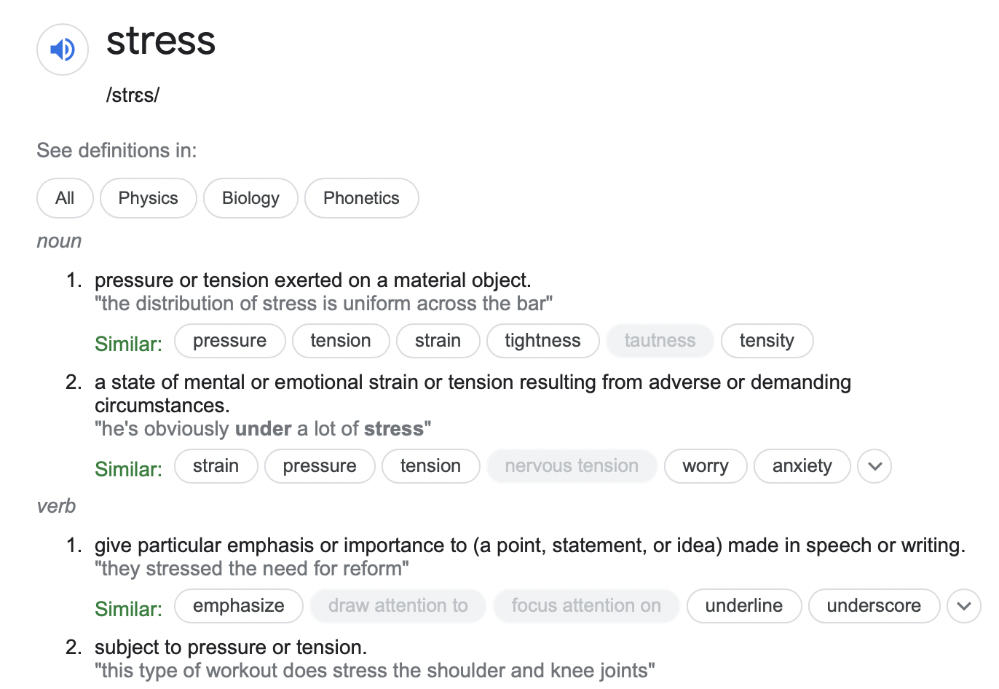 stress
/strɛs/
See definitions in:
All Physics Biology Phonetics
noun
1. pressure or tension exerted on a material object.
"the distribution of stress is uniform across the bar"
Similar: pressure tension strain tightness tautness tensity
2. a state of mental or emotional strain or tension resulting from adverse or demanding
circumstances.
"he's obviously under a lot of stress"
Similar: strain pressure tension nervous tension worry anxiety
verb
1. give particular emphasis or importance to (a point, statement, or idea) made in speech or writing.
"they stressed the need for reform"
Similar: emphasize draw attention to focus attention on underline underscore
2. subject to pressure or tension.
"this type of workout does stress the shoulder and knee joints"